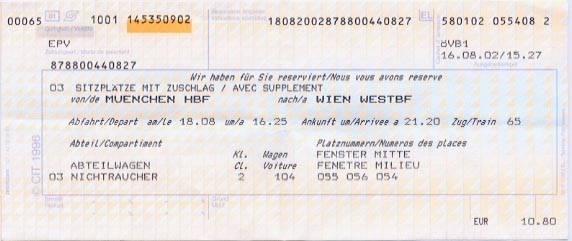 00065 1001 145350902 18082002878800440827 EL 580102 055408 2
EPV ÖVB1
878800440827 16.08.02/15.27
Wir haben für Sie reserviert/Nous vous avons reserve
03 SITZPLÄTZE MIT ZUSCHLAG / AVEC SUPPLEMENT
von/de MUENCHEN HBF nach/a WIEN WESTBF
Abfahrt/Depart am/le 18.08 um/a 16.25 Ankunft um/Arrivee a 21.20 Zug/Train 65
Abteil/Compartiment Kl. Wagen Platznummern/Numeros des places
CL. Voiture FENSTER MITTE
ABTEILWAGEN FENETRE MILIEU
03 NICHTRAUCHER 2 104 055 056 054
© CIT 1996
EUR 10.80